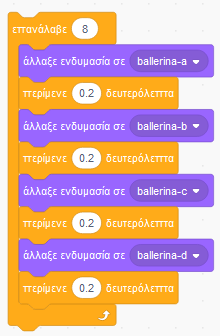 επανάλαβε 8
άλλαξε ενδυμασία σε ballerina-a
περίμενε 0.2 δευτερόλεπτα
άλλαξε ενδυμασία σε ballerina-b
περίμενε 0.2 δευτερόλεπτα
άλλαξε ενδυμασία σε ballerina-c
περίμενε 0.2 δευτερόλεπτα
άλλαξε ενδυμασία σε ballerina-d
περίμενε 0.2 δευτερόλεπτα